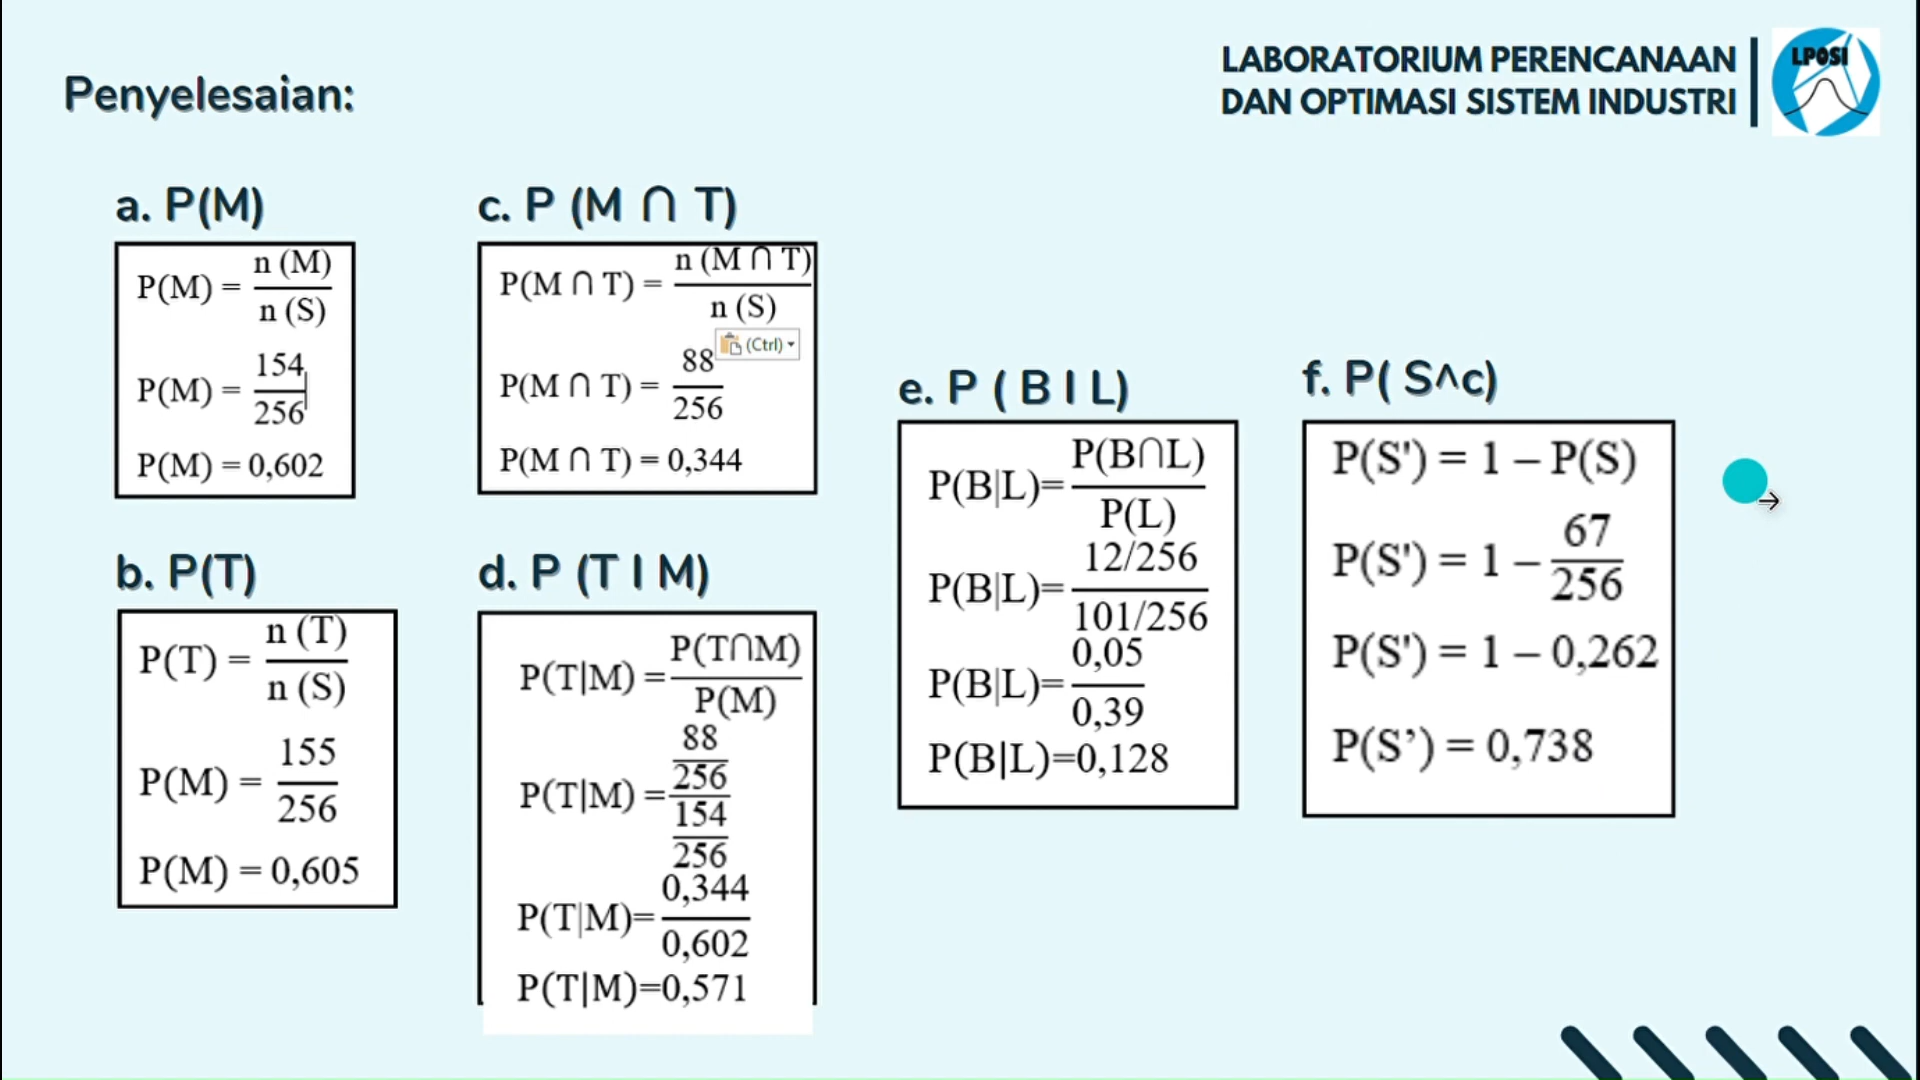 Penyelesaian:
LABORATORIUM PERENCANAAN
DAN OPTIMASI SISTEM INDUSTRI
LPOSI
a. P(M)
P(M) = n (M) / n (S)
P(M) = 154 / 256
P(M) = 0,602
b. P(T)
P(T) = n (T) / n (S)
P(M) = 155 / 256
P(M) = 0,605
c. P (M ∩ T)
P(M ∩ T) = n (M ∩ T) / n (S)
(Ctrl)
P(M ∩ T) = 88 / 256
P(M ∩ T) = 0,344
d. P (T I M)
P(T|M) = P(T∩M) / P(M)
P(T|M) = 88/256 / 154/256
P(T|M)= 0,344 / 0,602
P(T|M)=0,571
e. P ( B I L)
P(B|L)= P(B∩L) / P(L)
P(B|L)= 12/256 / 101/256
P(B|L)= 0,05 / 0,39
P(B|L)=0,128
f. P( S^c)
P(S') = 1 – P(S)
P(S') = 1 – 67 / 256
P(S') = 1 – 0,262
P(S’) = 0,738